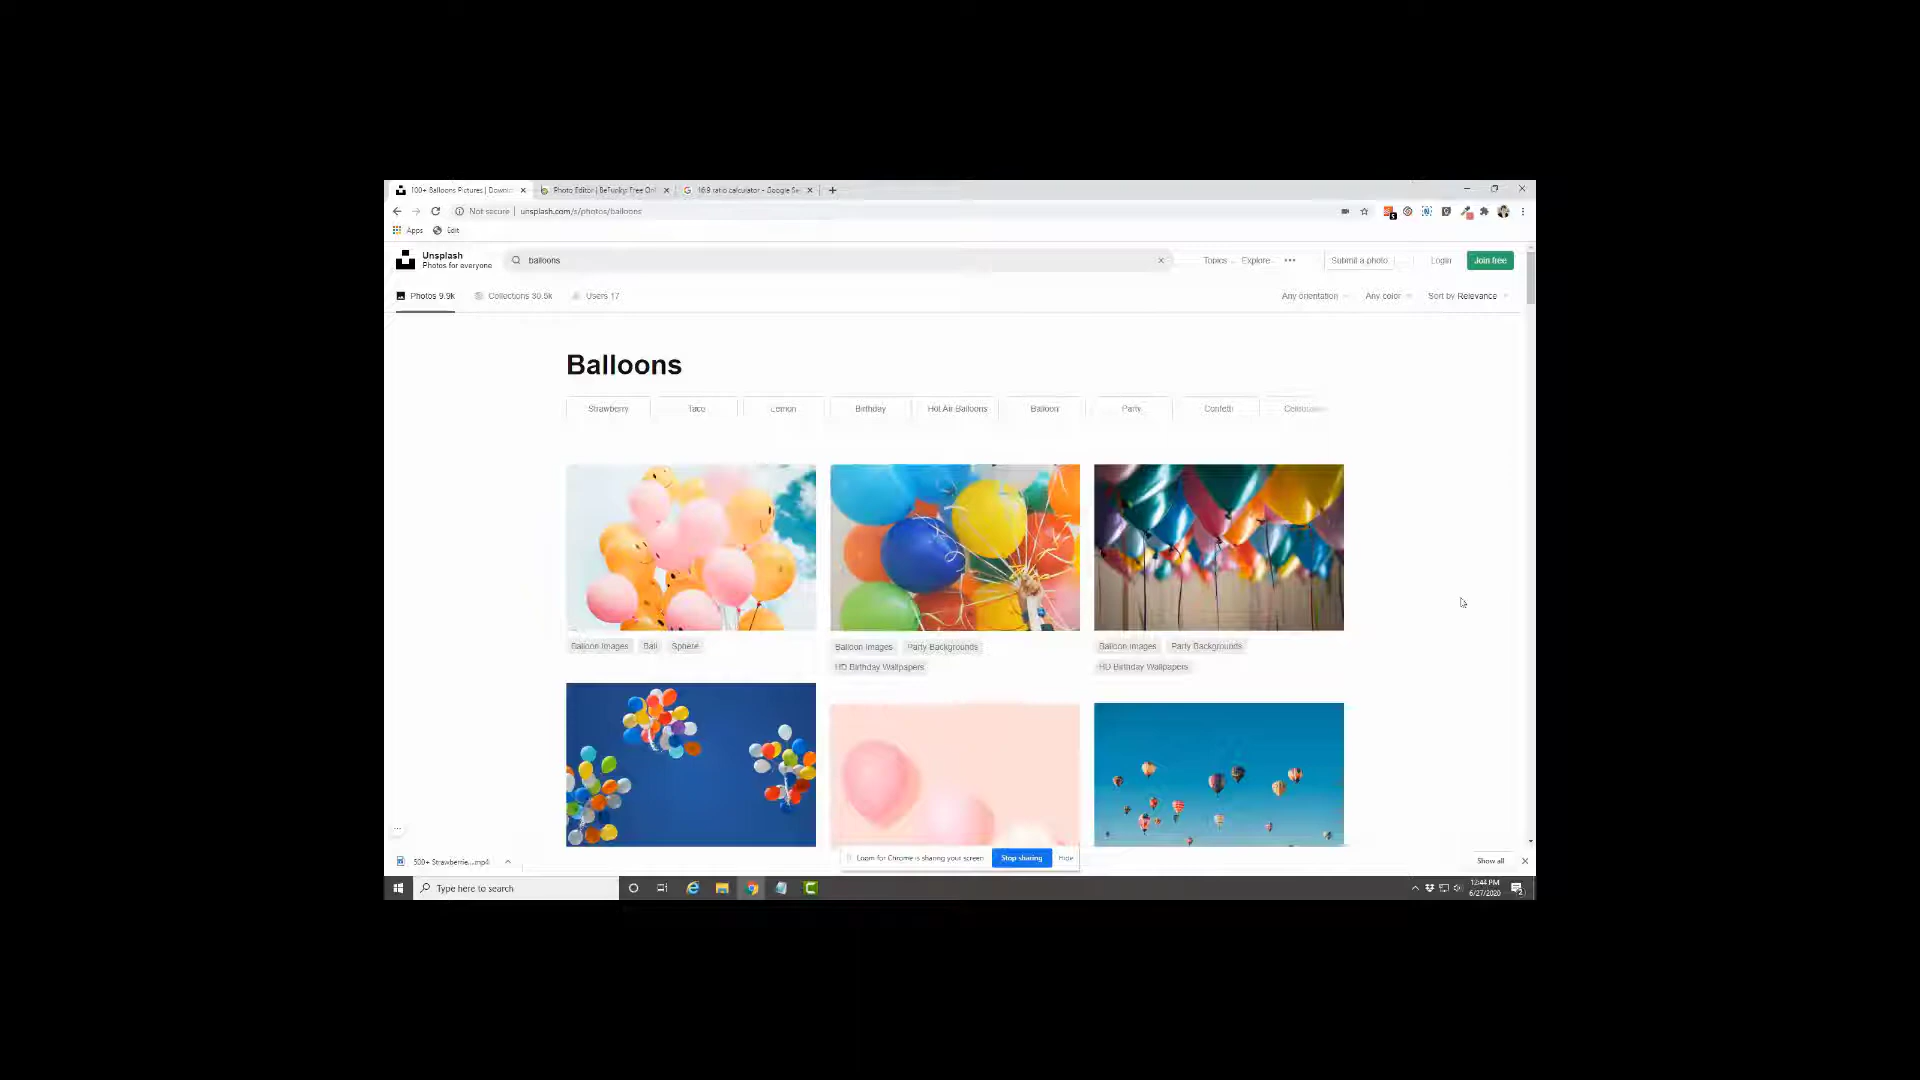 100+ Balloons Pictures | Downlo
Photo Editor | BeFunky: Free Onl
16:9 ratio calculator - Google Se
Not secure | unsplash.com/s/photos/balloons
Apps
Edit
Unsplash
Photos for everyone
balloons
Topics
Explore
Submit a photo
Login
Join free
Photos 9.9k
Collections 30.5k
Users 17
Any orientation
Any color
Sort by Relevance
Balloons
Strawberry
Taco
Lemon
Birthday
Hot Air Balloons
Balloon
Party
Confetti
Balloon Images
Ball
Sphere
Balloon Images
Party Backgrounds
HD Birthday Wallpapers
Balloon Images
Party Backgrounds
HD Birthday Wallpapers
500+ Strawberrie....mp4
Loom for Chrome is sharing your screen
Stop sharing
Hide
Show all
Type here to search
12:44 PM
6/27/2020